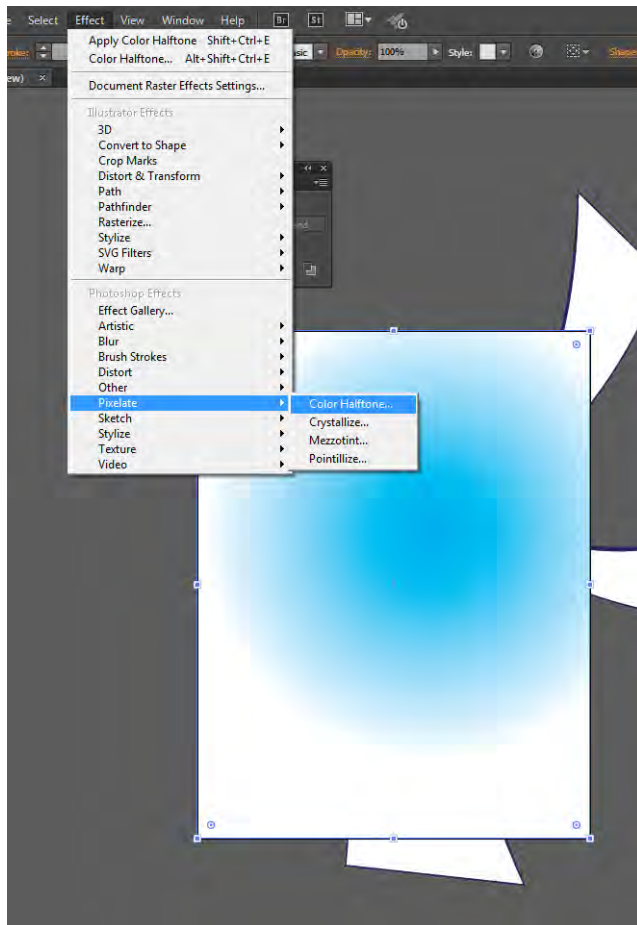 Select Effect View Window Help Br St
Stroke: Basic Opacity: 100% Style: Shape
ew) ×
Apply Color Halftone Shift+Ctrl+E
Color Halftone... Alt+Shift+Ctrl+E
Document Raster Effects Settings...
Illustrator Effects
3D
Convert to Shape
Crop Marks
Distort & Transform
Path
Pathfinder
Rasterize...
Stylize
SVG Filters
Warp
Photoshop Effects
Effect Gallery...
Artistic
Blur
Brush Strokes
Distort
Other
Pixelate
Sketch
Stylize
Texture
Video
Color Halftone...
Crystallize...
Mezzotint...
Pointillize...